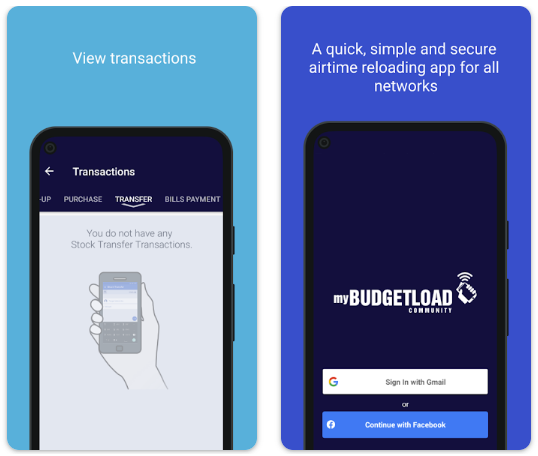 View transactions
Transactions
-UP PURCHASE TRANSFER BILLS PAYMENT
You do not have any
Stock Transfer Transactions.
A quick, simple and secure
airtime reloading app for all
networks
myBUDGETLOAD
COMMUNITY
Sign In with Gmail
or
Continue with Facebook